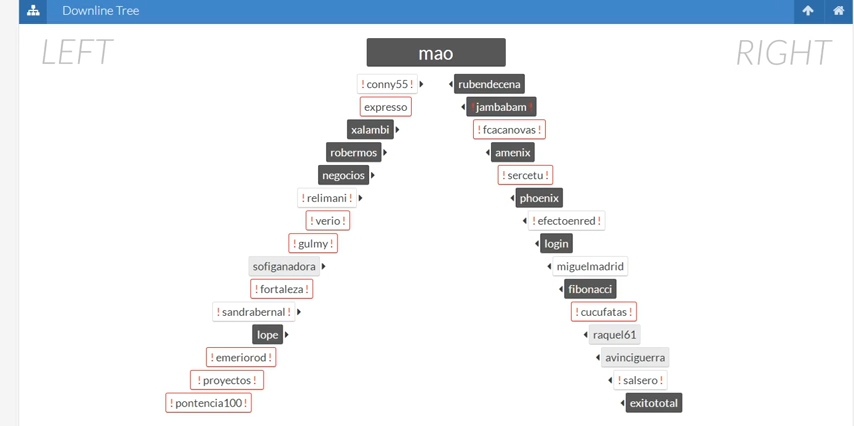 Downline Tree
LEFT
RIGHT
mao
! conny55 !
rubendecena
expresso
! jambabam !
xalambi
! fcacanovas !
robermos
amenix
negocios
! sercetu !
! relimani !
phoenix
! verio !
! efectoenred !
! gulmy !
login
sofiganadora
miguelmadrid
! fortaleza !
fibonacci
! sandrabernal !
! cucufatas !
lope
raquel61
! emeriorod !
avinciguerra
! proyectos !
! salsero !
! pontencia100 !
exitototal